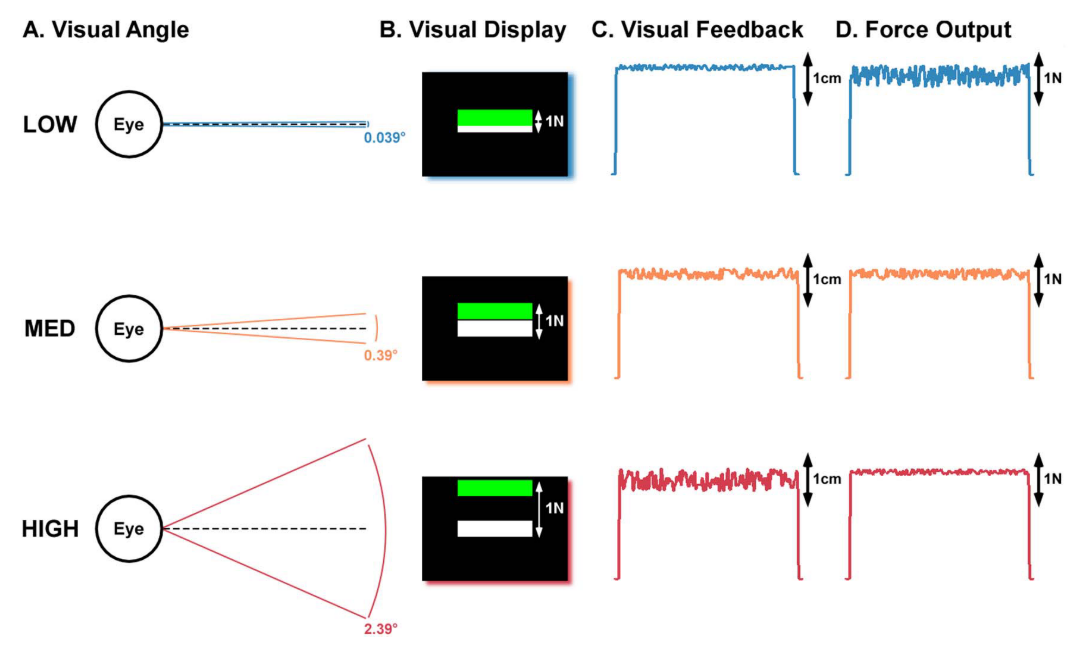 A. Visual Angle
B. Visual Display
C. Visual Feedback
D. Force Output
LOW
Eye
0.039°
1N
1cm
1N
MED
Eye
0.39°
1N
1cm
1N
HIGH
Eye
2.39°
1N
1cm
1N